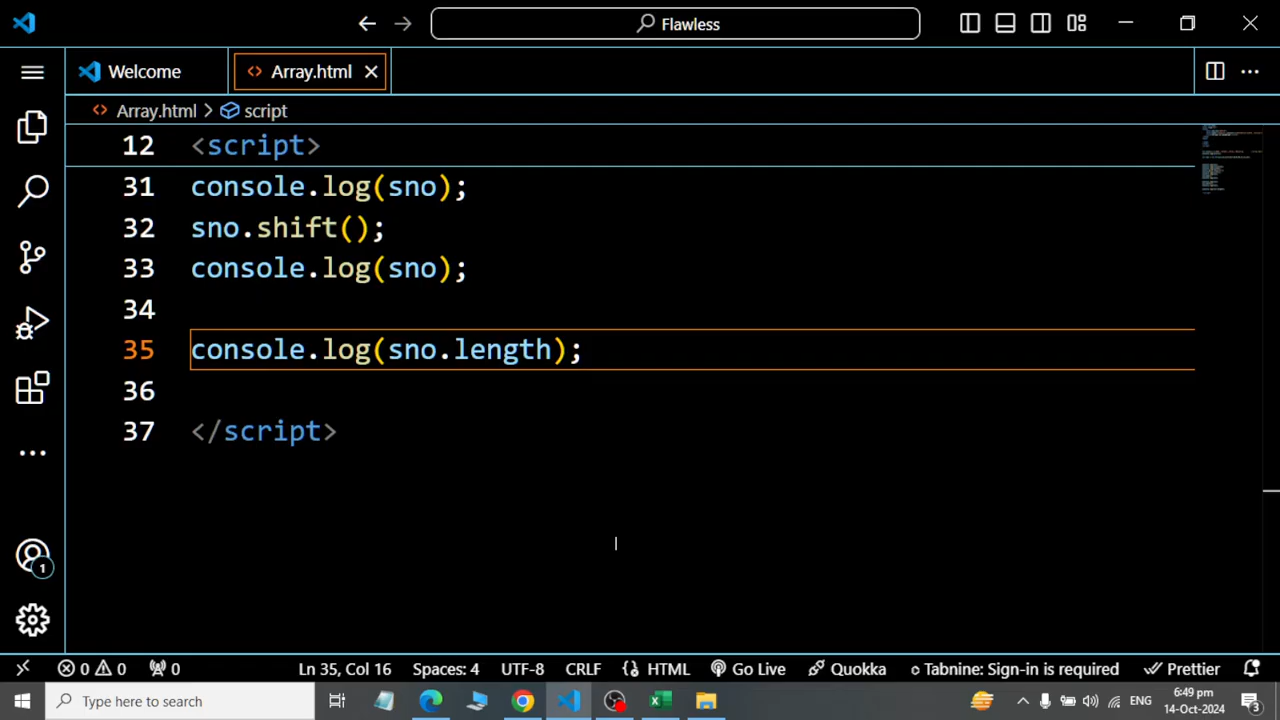 Flawless
Welcome
Array.html
Array.html > script
12 <script>
31 console.log(sno);
32 sno.shift();
33 console.log(sno);
34
35 console.log(sno.length);
36
37 </script>
1
0 0 0 Ln 35, Col 16 Spaces: 4 UTF-8 CRLF HTML Go Live Quokka Tabnine: Sign-in is required Prettier
Type here to search
ENG
6:49 pm
14-Oct-2024
3